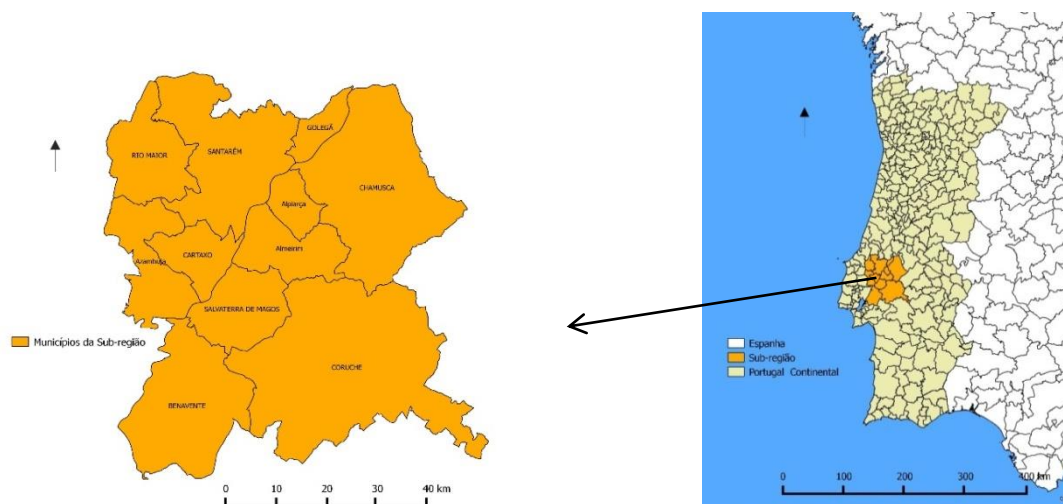 GOLEGÃ
RIO MAIOR
SANTARÉM
CHAMUSCA
Alpiarça
Almeirim
CARTAXO
Azambuja
SALVATERRA DE MAGOS
Municípios da Sub-região
CORUCHE
BENAVENTE
0 10 20 30 40 km
Espanha
Sub-região
Portugal Continental
0 100 200 300 400 km